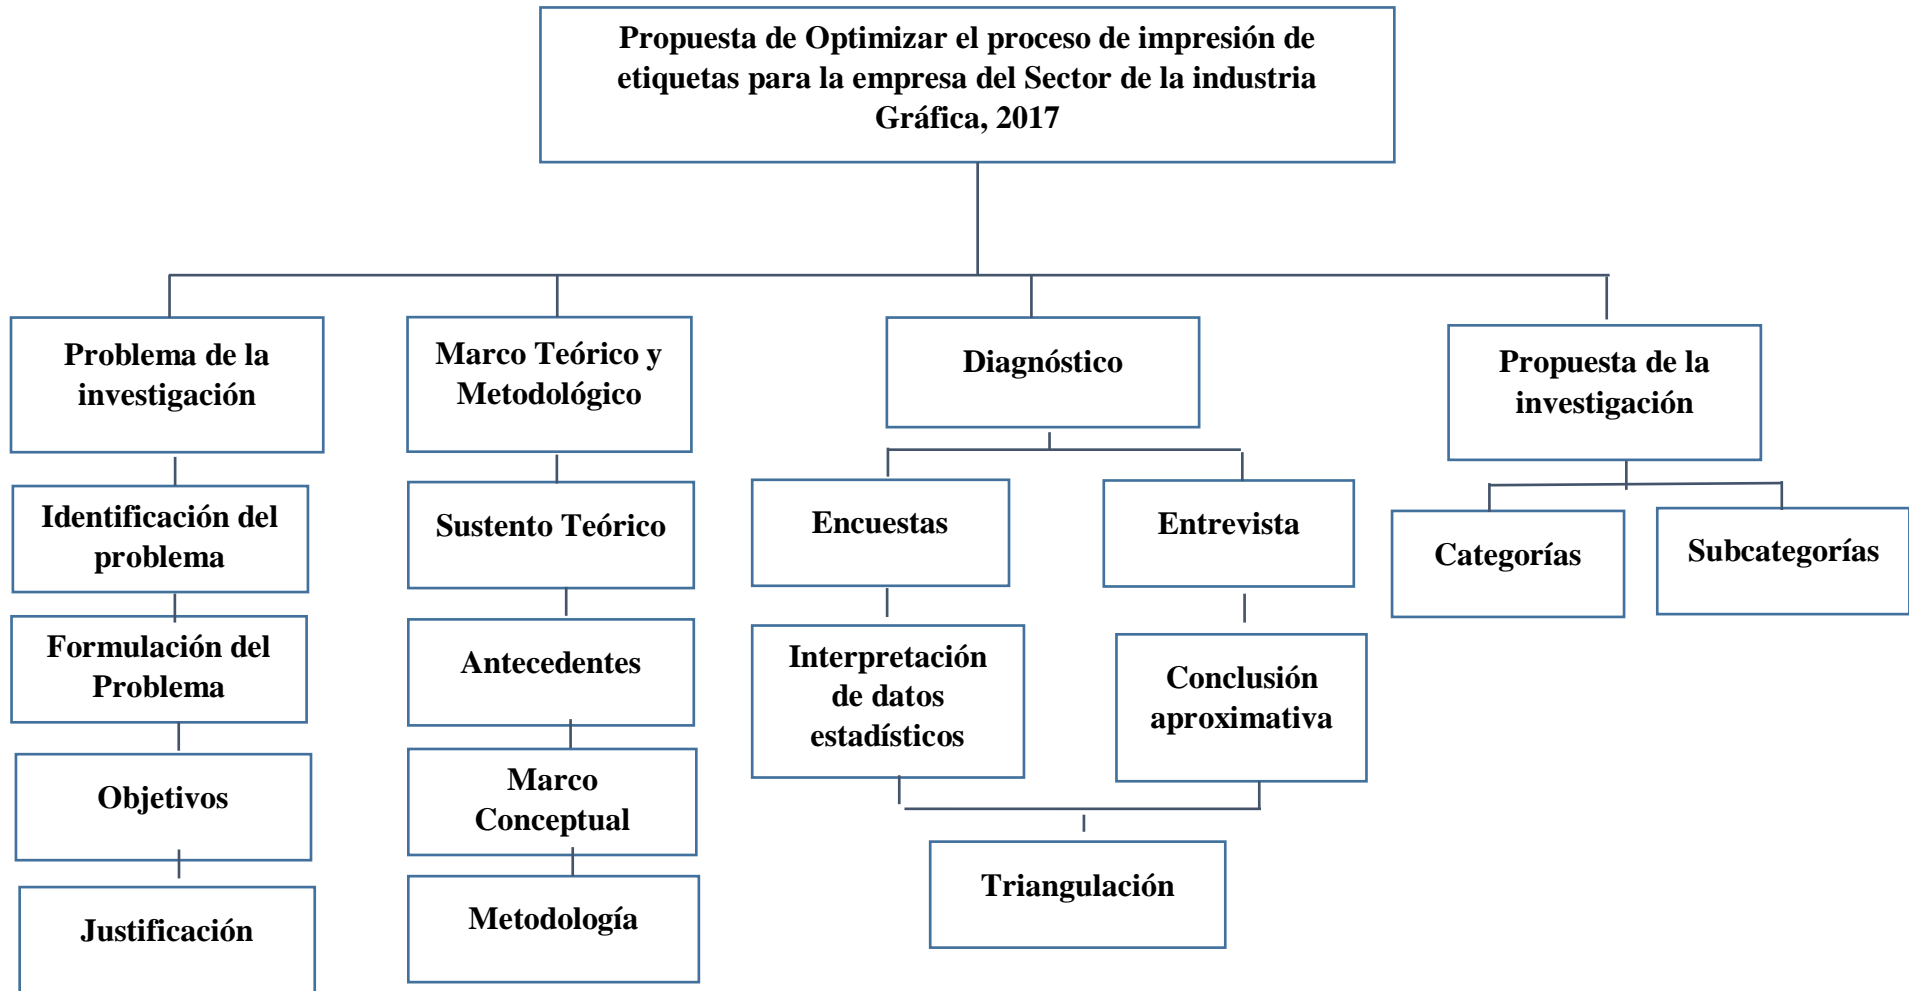 Propuesta de Optimizar el proceso de impresión de
etiquetas para la empresa del Sector de la industria
Gráfica, 2017
Problema de la
investigación
Identificación del
problema
Formulación del
Problema
Objetivos
Justificación
Marco Teórico y
Metodológico
Sustento Teórico
Antecedentes
Marco
Conceptual
Metodología
Diagnóstico
Encuestas
Interpretación
de datos
estadísticos
Entrevista
Conclusión
aproximativa
Triangulación
Propuesta de la
investigación
Categorías
Subcategorías